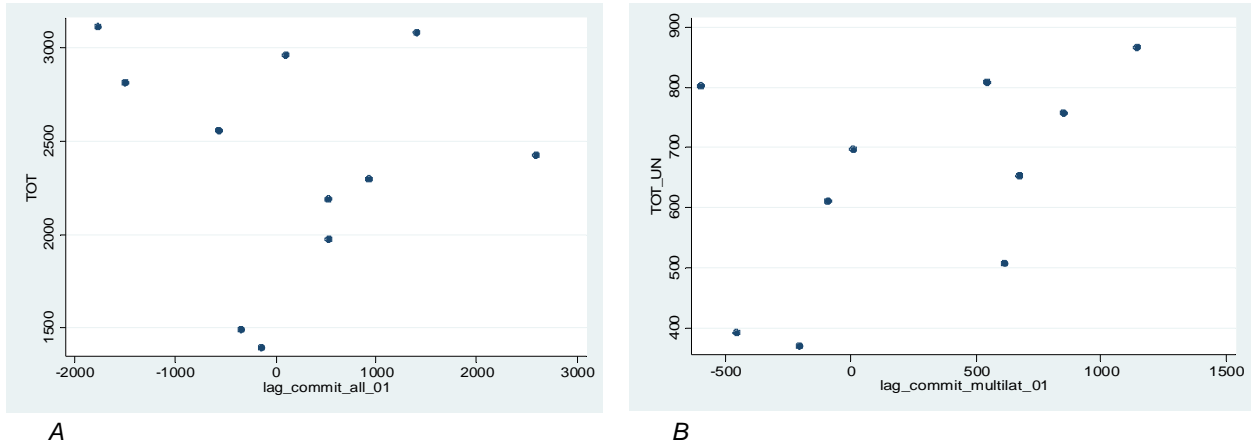 3000
2500
2000
1500
TOT
-2000 -1000 0 1000 2000 3000
lag_commit_all_01
A
900
800
700
600
500
400
TOT_UN
-500 0 500 1000 1500
lag_commit_multilat_01
B